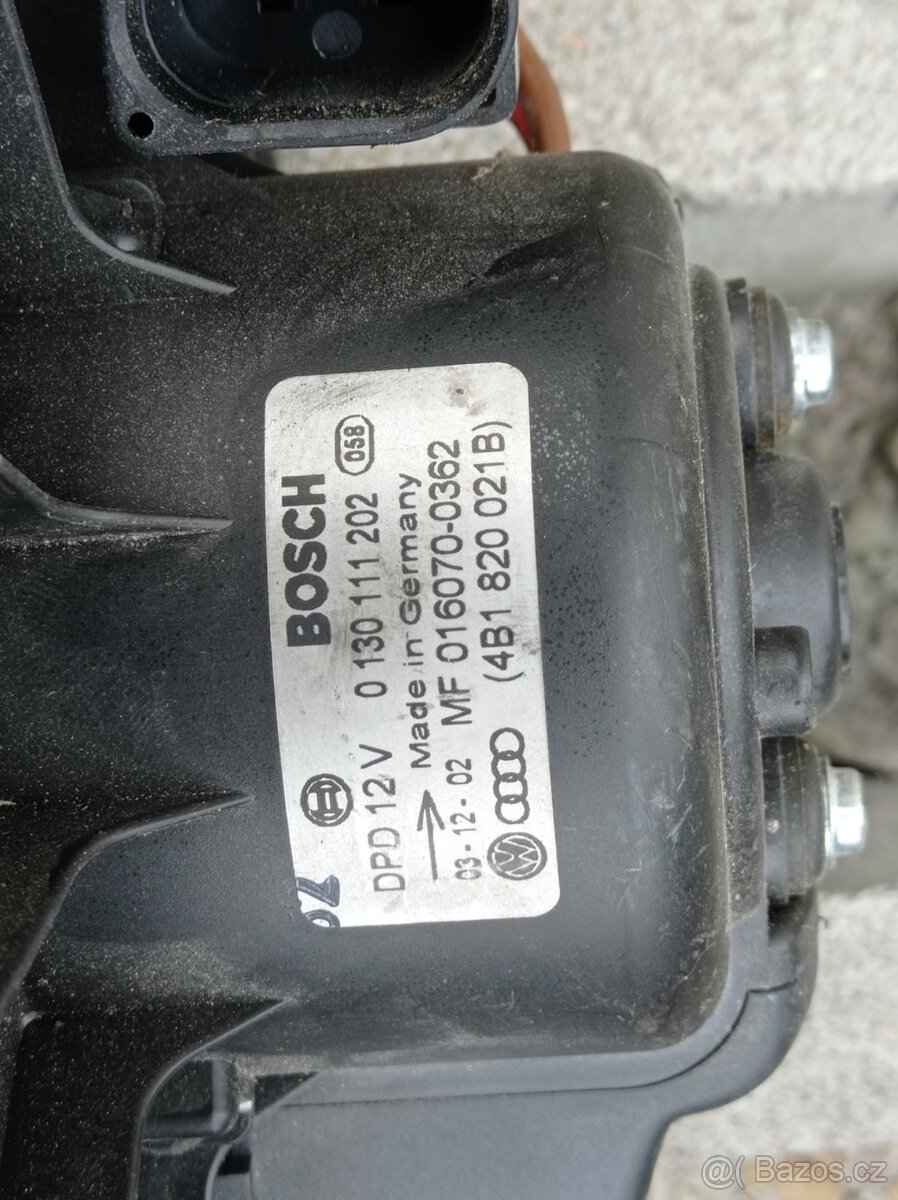 BOSCH
DPD 12 V 0 130 111 202 058
Made in Germany
03-12-02 MF 016070-0362
(4B1 820 021B)
@( Bazos.cz